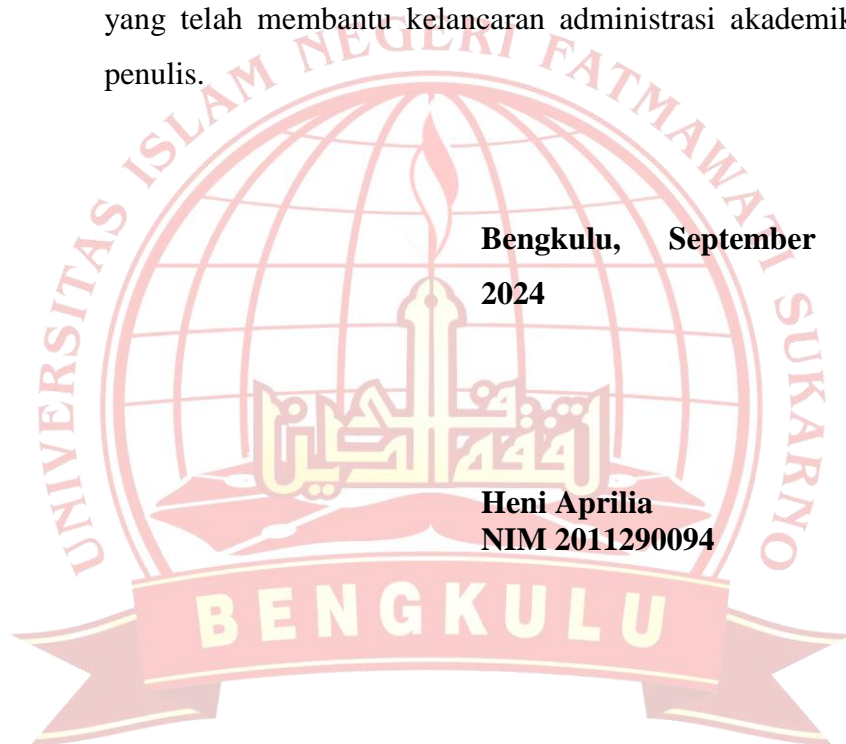 yang telah membantu kelancaran administrasi akademik
penulis.
UNIVERSITAS ISLAM NEGERI FATMAWATI SUKARNO
Bengkulu, September
2024
Heni Aprilia
NIM 2011290094
BENGKULU